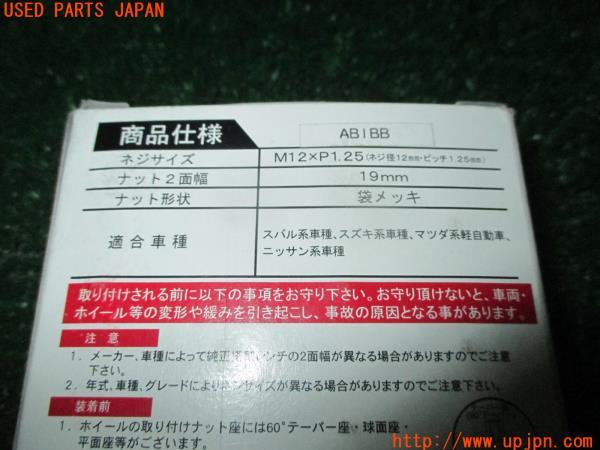 USED PARTS JAPAN
商品仕様
AB1BB
ネジサイズ
M12×P1.25(ネジ径12mm・ピッチ1.25mm)
ナット2面幅
19mm
ナット形状
袋メッキ
適合車種
スバル系車種、スズキ系車種、マツダ系軽自動車、
ニッサン系車種
取り付けされる前に以下の事項をお守り下さい。お守り頂けないと、車両・
ホイール等の変形や緩みを引き起こし、事故の原因となる事があります。
注 意
1. メーカー、車種によって純正搭載レンチの2面幅が異なる場合がありますのでご注意
下さい。
2. 年式、車種、グレードによりネジサイズが異なる場合がありますのでご注意下さい。
装着前
1. ホイールの取り付けナット座には60°テーパー座・球面座・
平面座等がございます。
http://www.upjpn.com/